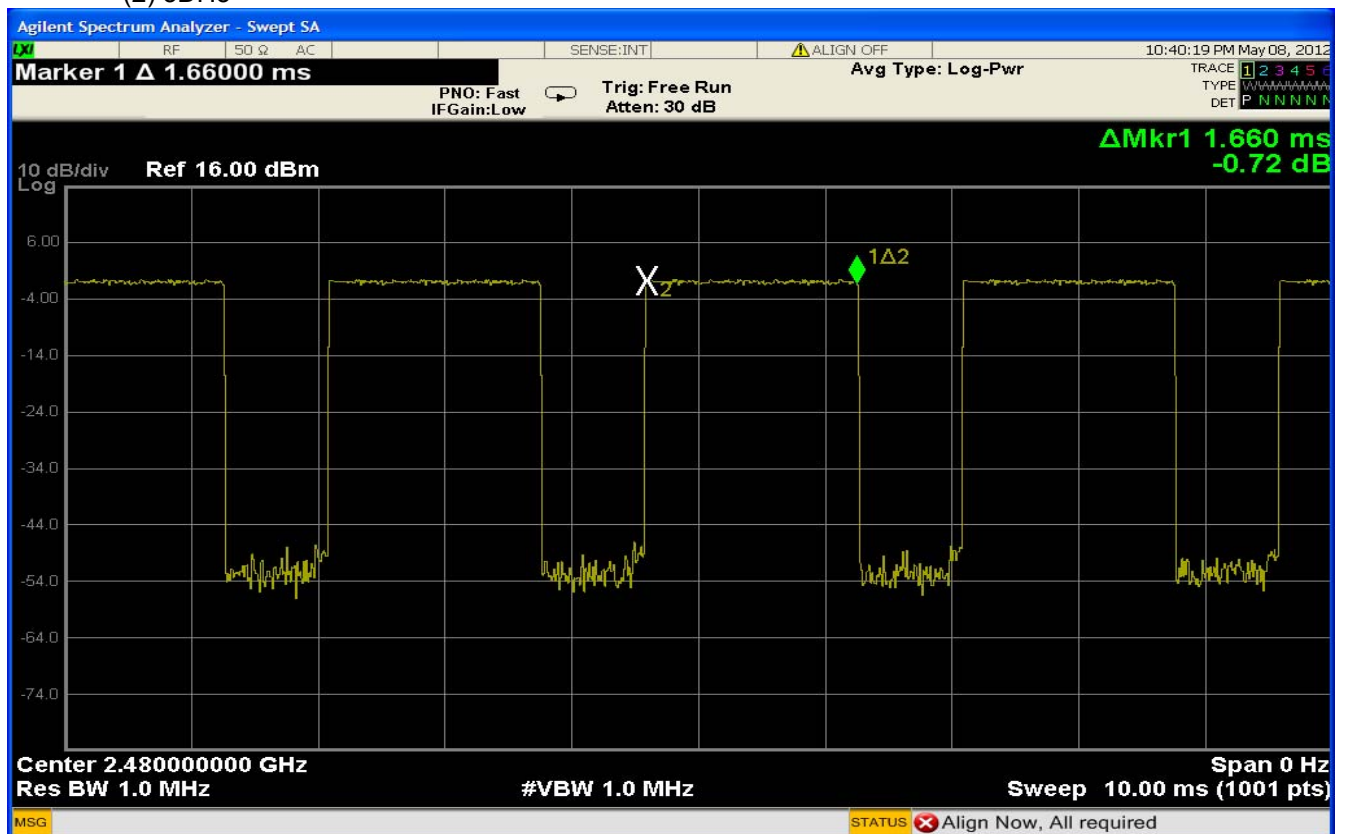 Agilent Spectrum Analyzer - Swept SA
LXI RF 50 Ω AC SENSE:INT ALIGN OFF 10:40:19 PM May 08, 2012
Marker 1 Δ 1.66000 ms
PNO: Fast
IFGain:Low
Trig: Free Run
Atten: 30 dB
Avg Type: Log-Pwr
TRACE 1 2 3 4 5 6
TYPE
DET P N N N N N
ΔMkr1 1.660 ms
-0.72 dB
10 dB/div Ref 16.00 dBm
Log
6.00
1Δ2
X2
-4.00
-14.0
-24.0
-34.0
-44.0
-54.0
-64.0
-74.0
Center 2.480000000 GHz Span 0 Hz
Res BW 1.0 MHz #VBW 1.0 MHz Sweep 10.00 ms (1001 pts)
MSG STATUS Align Now, All required